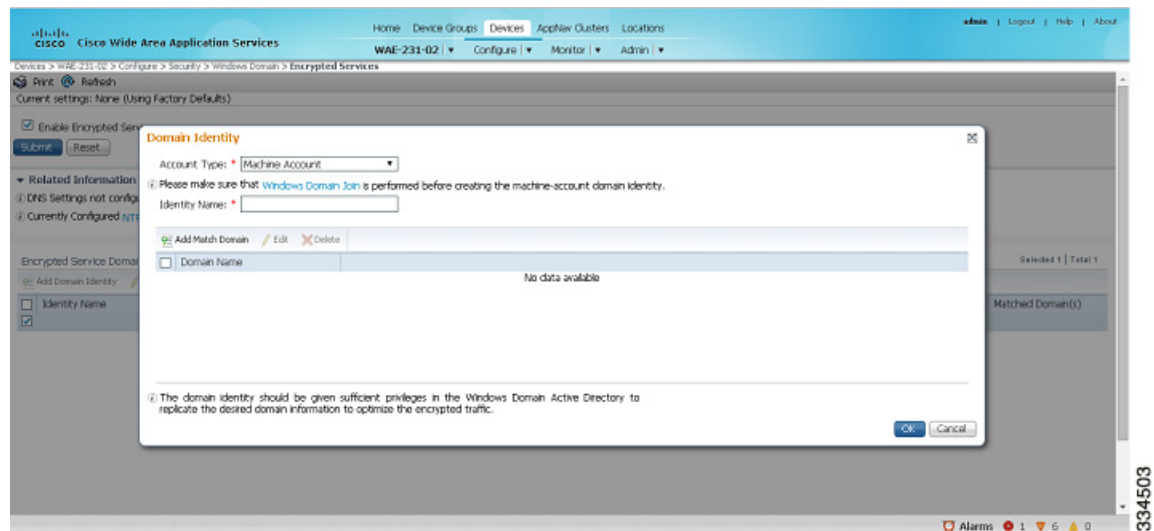 admin | Logout | Help | About
Home Device Groups Devices AppNav Clusters Locations
cisco Cisco Wide Area Application Services
WAE-231-02 | Configure | Monitor | Admin |
Devices > WAE-231-02 > Configure > Security > Windows Domain > Encrypted Services
Print Refresh
Current settings: None (Using Factory Defaults)
Enable Encrypted Serv
Submit Reset
Domain Identity
Account Type: * Machine Account
Related Information
Please make sure that Windows Domain Join is performed before creating the machine-account domain identity.
DNS Settings not config
Identity Name: *
Currently Configured NTP
Add Match Domain Edit Delete
Encrypted Service Domai
Domain Name
Selected 1 | Total 1
No data available
Add Domain Identity
Identity Name
Matched Domain(s)
The domain identity should be given sufficient privileges in the Windows Domain Active Directory to
replicate the desired domain information to optimize the encrypted traffic.
OK Cancel
Alarms 1 6 0
334503